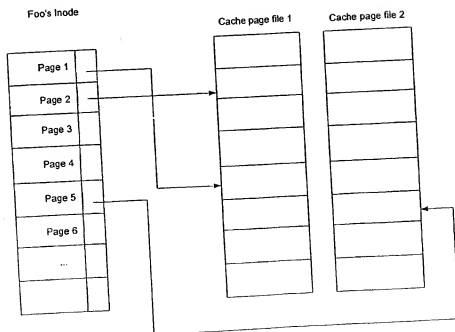 Foo's Inode
Cache page file 1
Cache page file 2
Page 1
Page 2
Page 3
Page 4
Page 5
Page 6
...